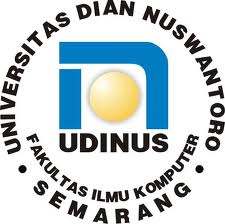 UNIVERSITAS DIAN NUSWANTORO
UDINUS
FAKULTAS ILMU KOMPUTER
• SEMARANG •